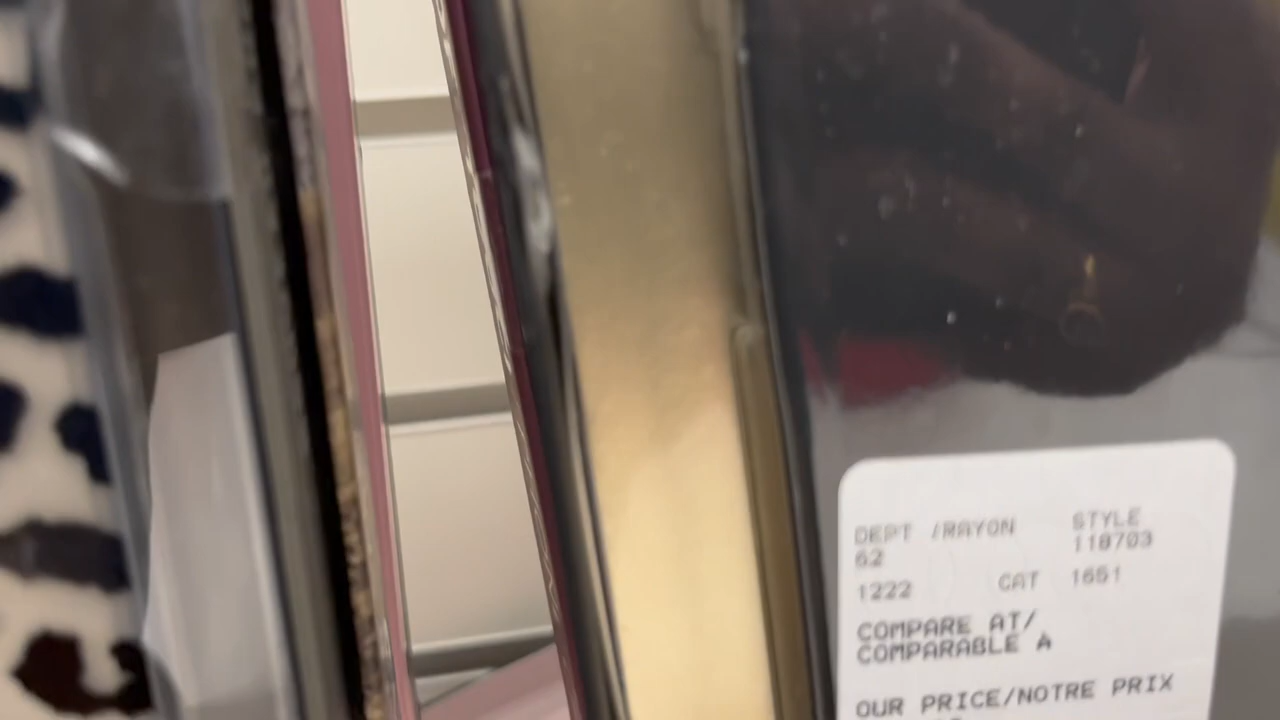 DEPT /RAYON STYLE
62 118703
1222 CAT 1651
COMPARE AT/
COMPARABLE A
OUR PRICE/NOTRE PRIX